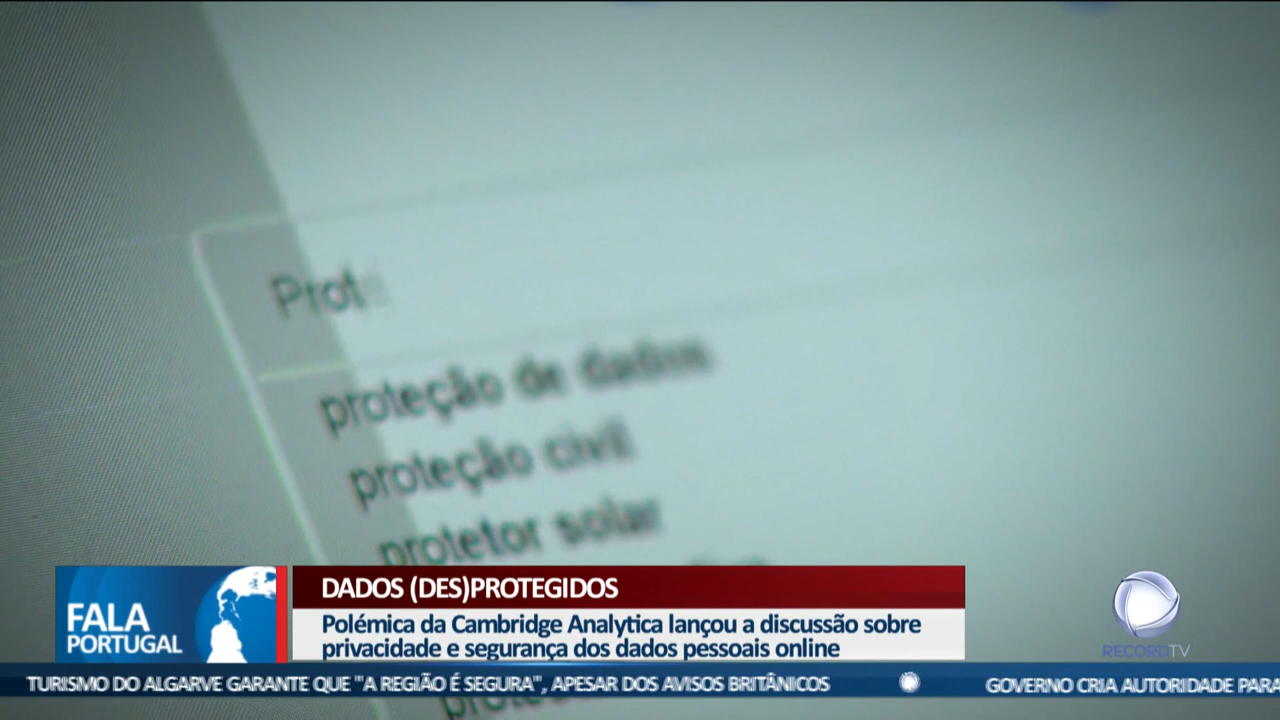 Prot
proteção de dados
proteção civil
protetor solar
DADOS (DES)PROTEGIDOS
FALA
PORTUGAL
Polémica da Cambridge Analytica lançou a discussão sobre
privacidade e segurança dos dados pessoais online
RECORDTV
TURISMO DO ALGARVE GARANTE QUE "'A REGIÃO É SEGURA'", APESAR DOS AVISOS BRITÂNICOS
GOVERNO CRIA AUTORIDADE PARA